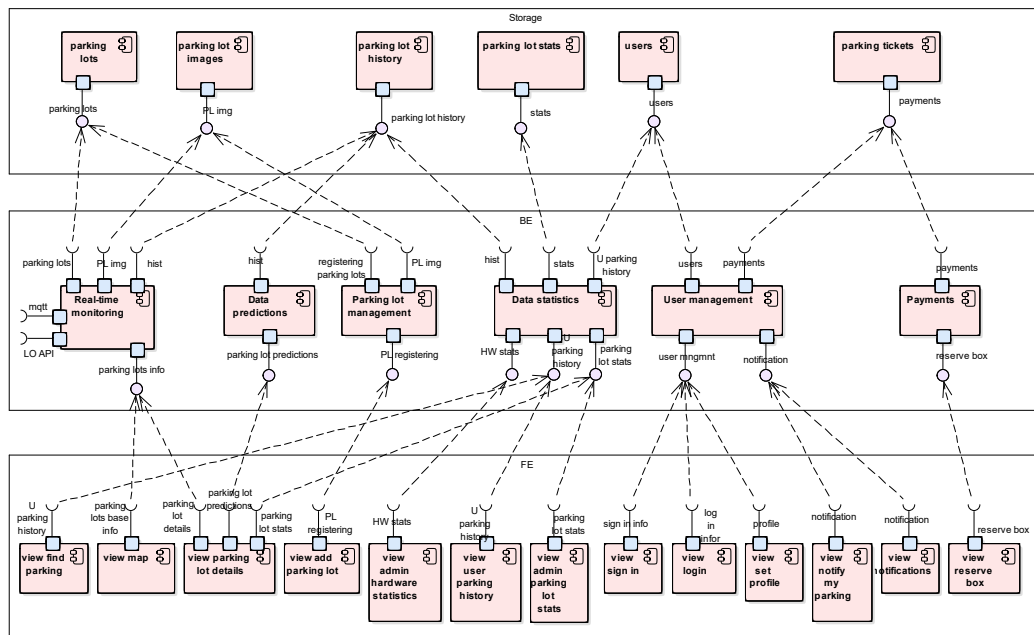 Storage
parking
lots
parking lot
images
parking lot
history
parking lot stats
users
parking tickets
parking lots
PL img
parking lot history
stats
users
payments
BE
parking lots
PL img
hist
hist
registering
parking lots
PL img
hist
stats
U parking
history
users
payments
payments
mqtt
LO API
Real-time
monitoring
Data
predictions
Parking lot
management
Data statistics
User management
Payments
parking lots info
parking lot predictions
PL registering
HW stats
U
parking
history
parking
lot stats
user mngmnt
notification
reserve box
FE
U
parking
history
parking
lots base
info
parking
lot
details
parking lot
predictions
parking
lot stats
PL
registering
HW stats
U
parking
history
parking
lot stats
sign in info
log
in
infor
profile
notification
notification
reserve box
view find
parking
view map
view parking
lot details
view add
parking lot
view
admin
hardware
statistics
view
user
parking
history
view
admin
parking
lot
stats
view
sign in
view
login
view
set
profile
view
notify
my
parking
view
notifications
view
reserve
box